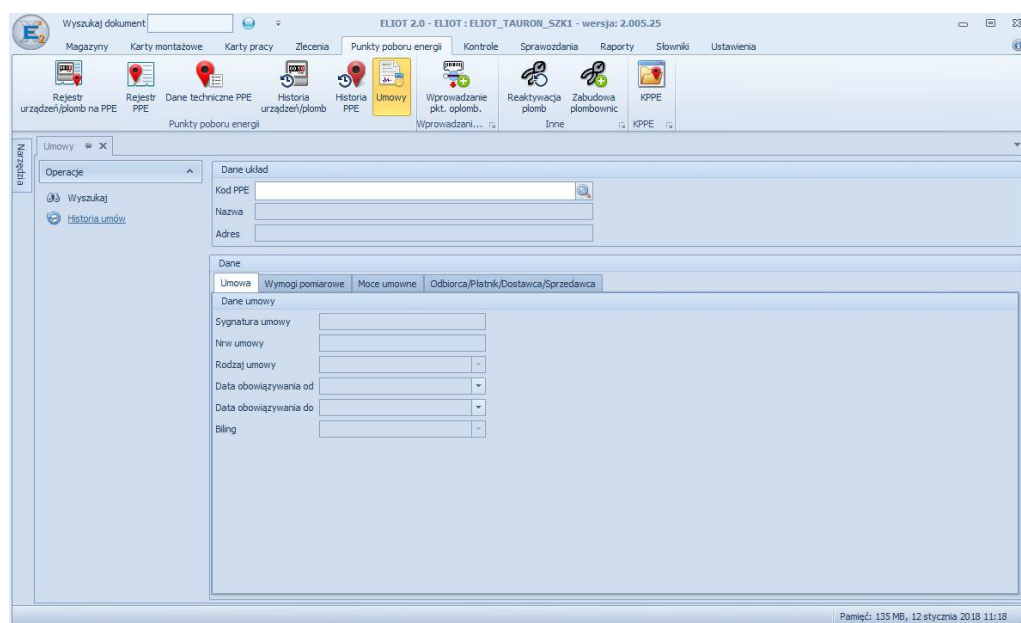 Wyszukaj dokument
ELIOT 2.0 - ELIOT : ELIOT_TAURON_SZK1 - wersja: 2.005.25
E2
Magazyny Karty montażowe Karty pracy Zlecenia Punkty poboru energii Kontrole Sprawozdania Raporty Słowniki Ustawienia
Rejestr urządzeń/plomb na PPE
Rejestr PPE
Dane techniczne PPE
Historia urządzeń/plomb
Historia PPE
Umowy
Wprowadzanie pkt. oplomb.
Reaktywacja plomb
Zabudowa plombownic
KPPE
Punkty poboru energii
Wprowadzani...
Inne
KPPE
Narzędzia
Umowy
Operacje
Wyszukaj
Historia umów
Dane układ
Kod PPE
Nazwa
Adres
Dane
Umowa Wymogi pomiarowe Moce umowne Odbiorca/Płatnik/Dostawca/Sprzedawca
Dane umowy
Sygnatura umowy
Nrw umowy
Rodzaj umowy
Data obowiązywania od
Data obowiązywania do
Biling
Pamięć: 135 MB, 12 stycznia 2018 11:18